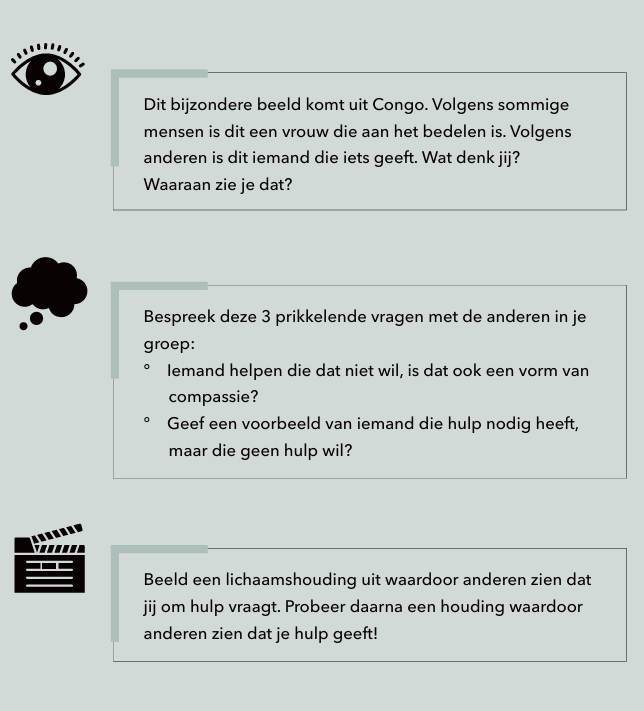 Dit bijzondere beeld komt uit Congo. Volgens sommige
mensen is dit een vrouw die aan het bedelen is. Volgens
anderen is dit iemand die iets geeft. Wat denk jij?
Waaraan zie je dat?
Bespreek deze 3 prikkelende vragen met de anderen in je
groep:
° Iemand helpen die dat niet wil, is dat ook een vorm van
compassie?
° Geef een voorbeeld van iemand die hulp nodig heeft,
maar die geen hulp wil?
Beeld een lichaamshouding uit waardoor anderen zien dat
jij om hulp vraagt. Probeer daarna een houding waardoor
anderen zien dat je hulp geeft!